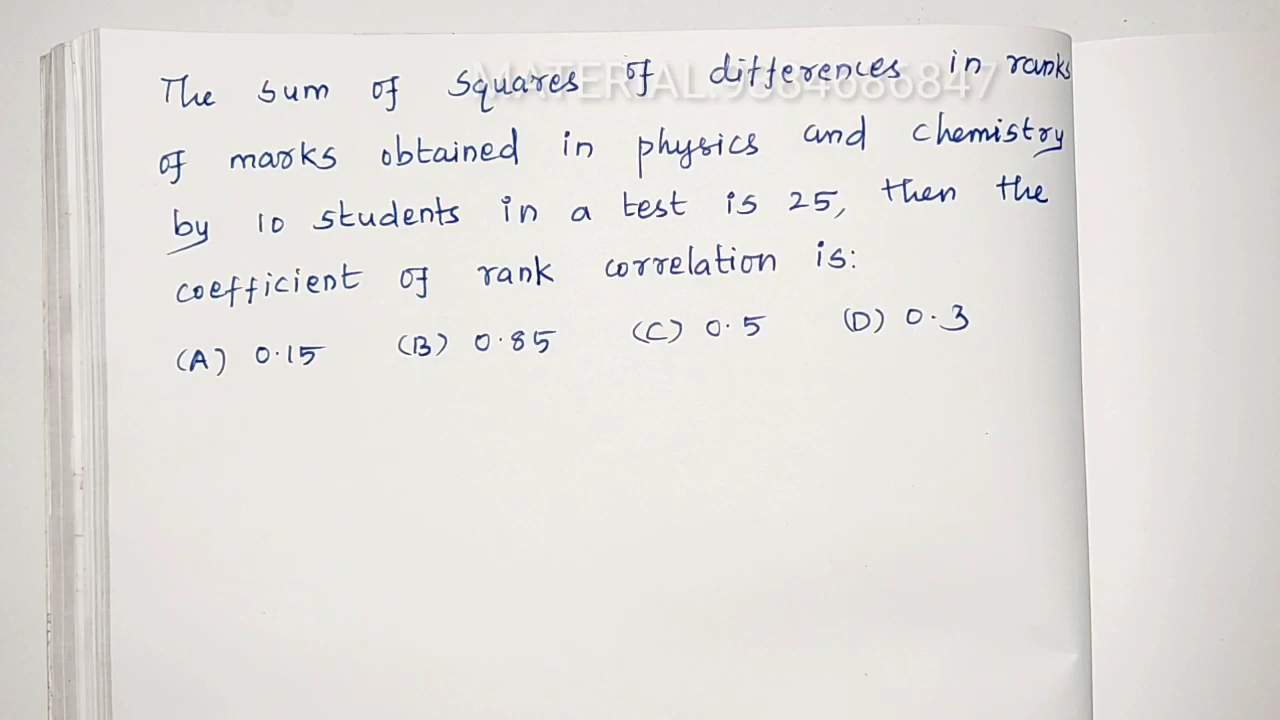 The sum of squares of differences in ranks
of marks obtained in physics and chemistry
by 10 students in a test is 25, then the
coefficient of rank correlation is:
(A) 0.15 (B) 0.85 (C) 0.5 (D) 0.3